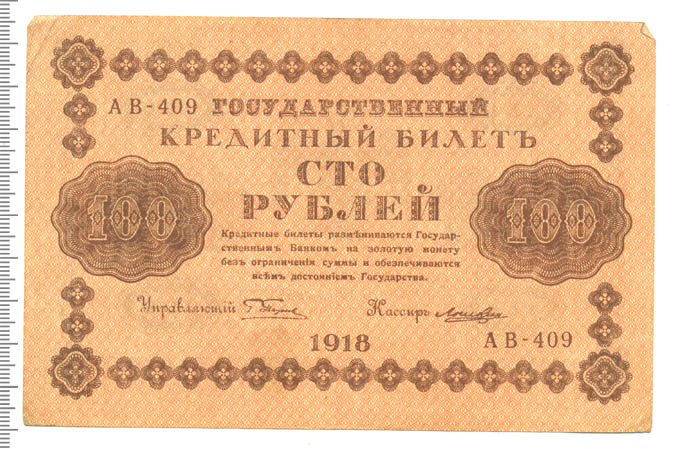 АВ-409 ГОСУДАРСТВЕННЫЙ
КРЕДИТНЫЙ БИЛЕТЪ
СТО
РУБЛЕЙ
100
100
Кредитные билеты размѣниваются Государ-
ственнымъ Банкомъ на золотую монету
безъ ограниченія суммы и обезпечиваются
всѣмъ достояніемъ Государства.
Управляющій
Кассиръ
1918
АВ-409